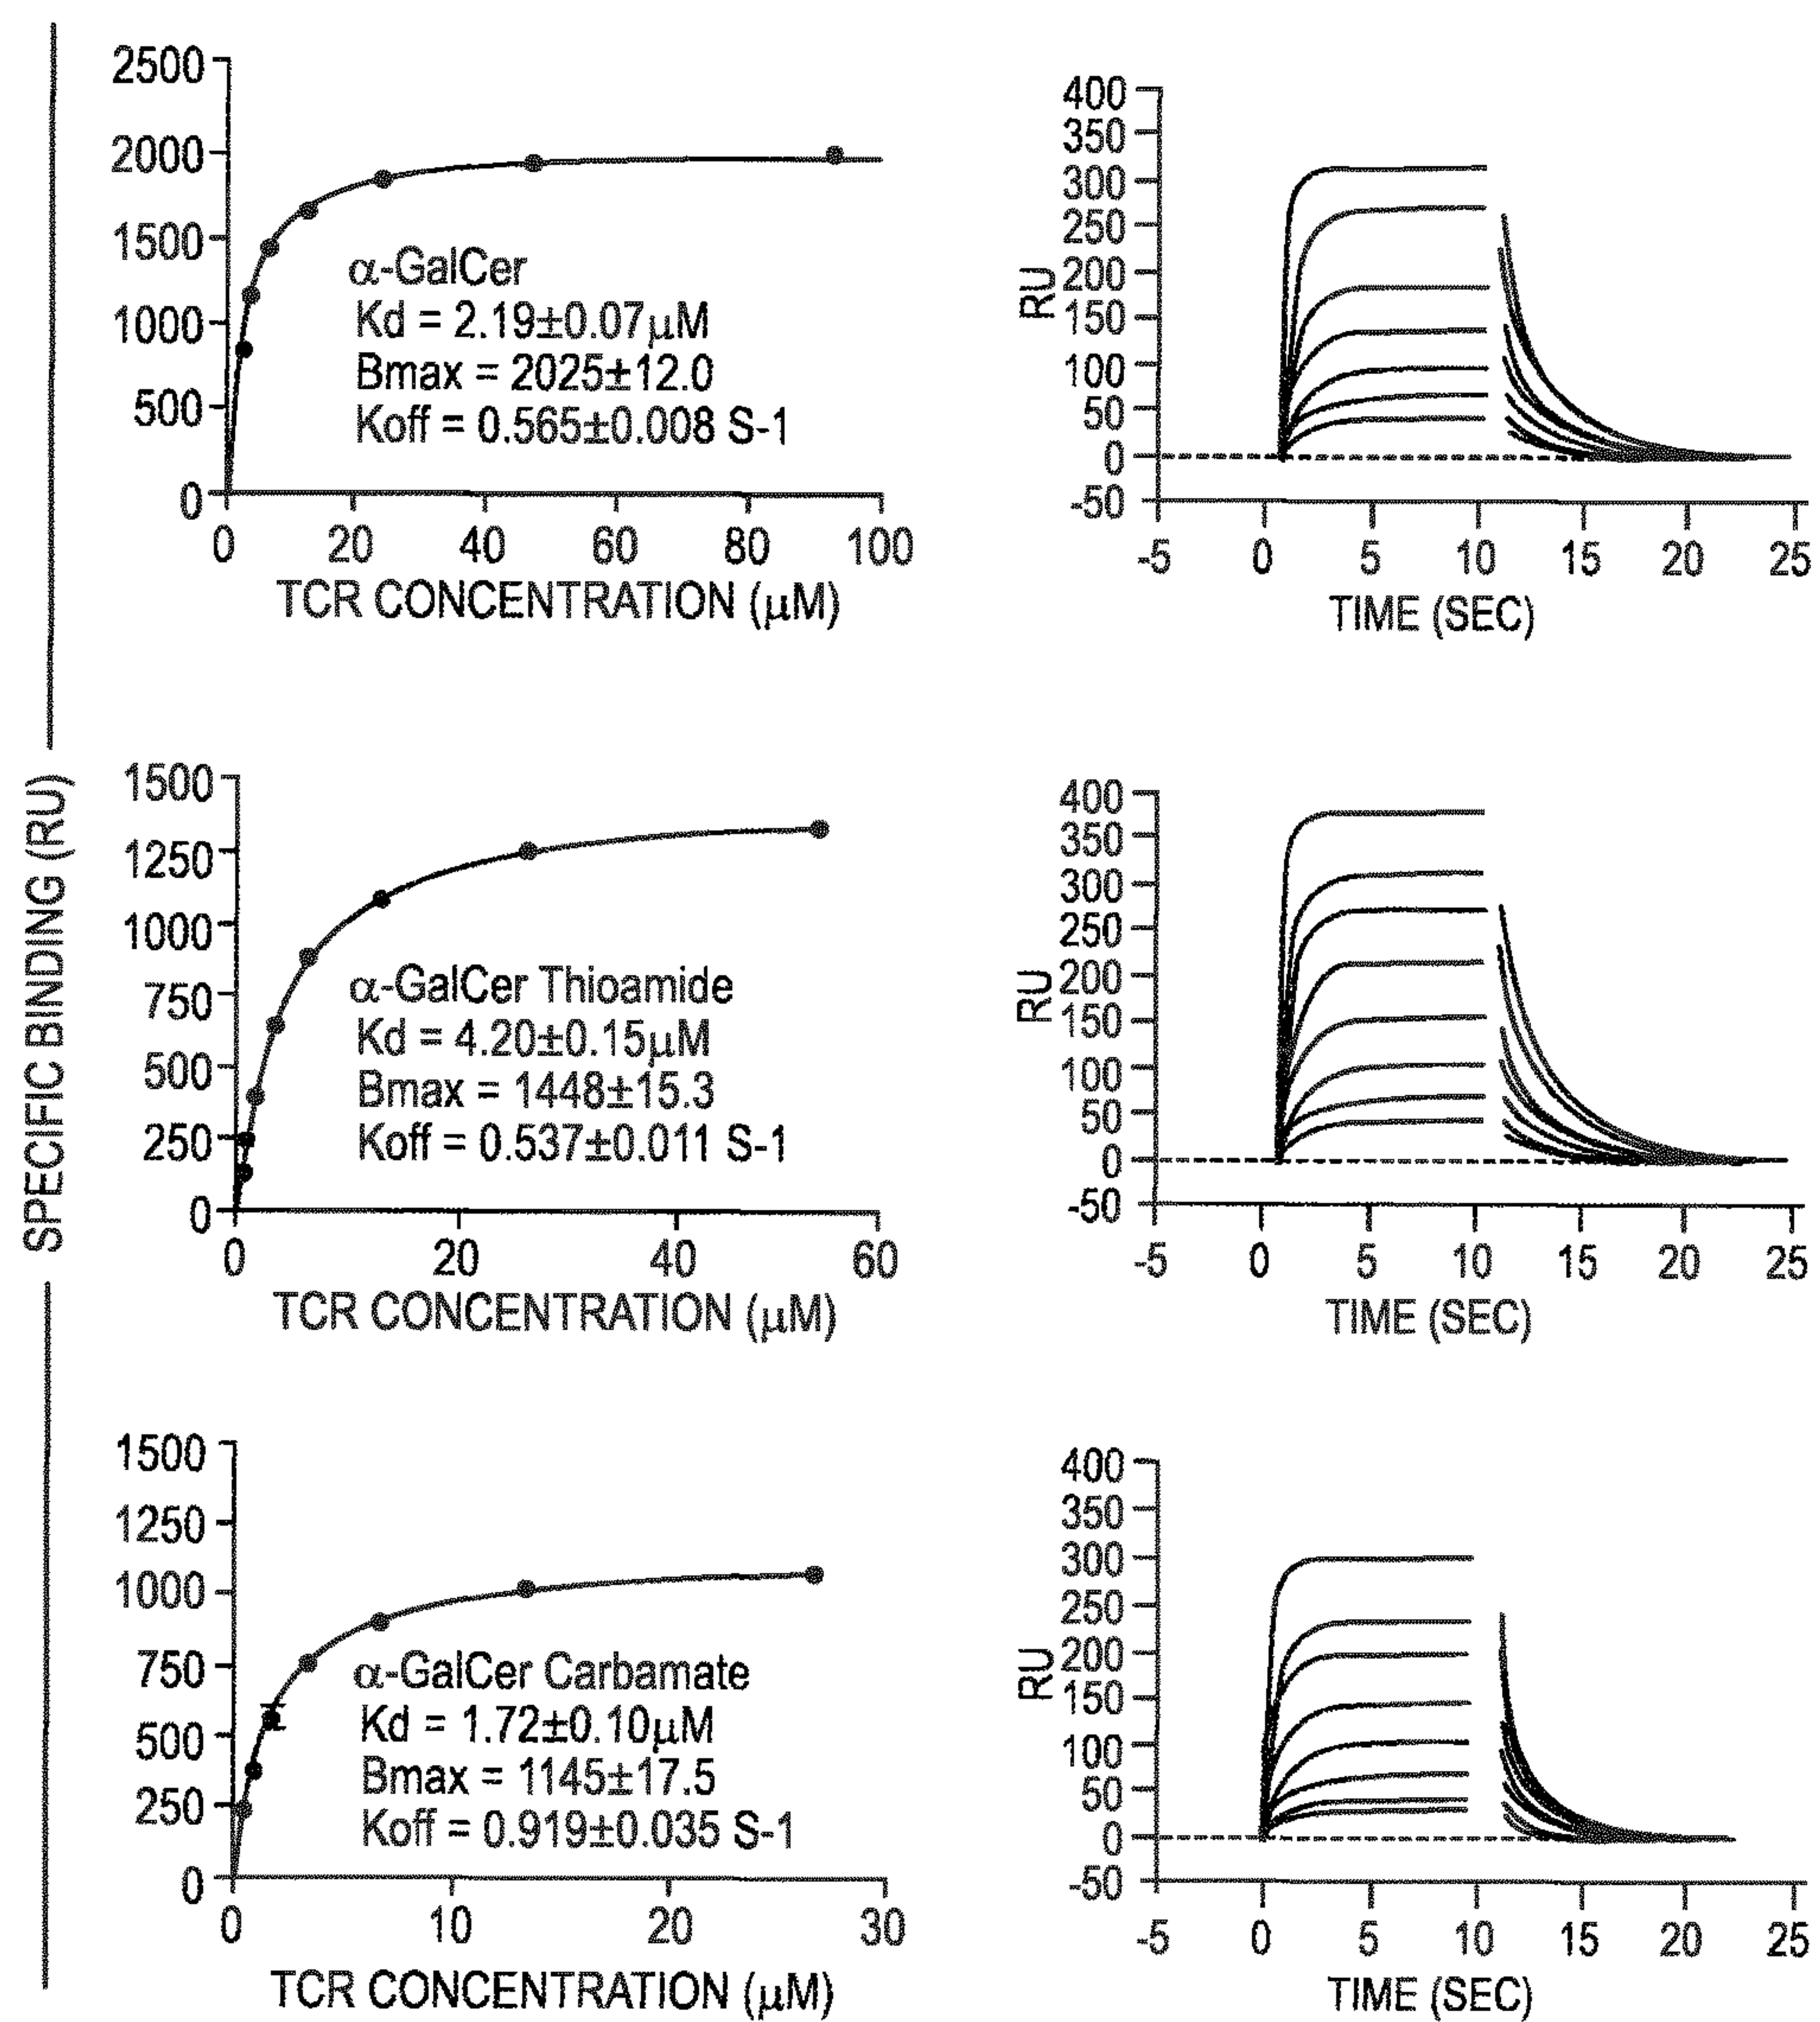 SPECIFIC BINDING (RU)
2500
2000
1500
1000
500
0
0 20 40 60 80 100
TCR CONCENTRATION (μM)
α-GalCer
Kd = 2.19±0.07μM
Bmax = 2025±12.0
Koff = 0.565±0.008 S-1
400
350
300
250
200
150
100
50
0
-50
RU
-5 0 5 10 15 20 25
TIME (SEC)
1500
1250
1000
750
500
250
0
0 20 40 60
TCR CONCENTRATION (μM)
α-GalCer Thioamide
Kd = 4.20±0.15μM
Bmax = 1448±15.3
Koff = 0.537±0.011 S-1
400
350
300
250
200
150
100
50
0
-50
RU
-5 0 5 10 15 20 25
TIME (SEC)
1500
1250
1000
750
500
250
0
0 10 20 30
TCR CONCENTRATION (μM)
α-GalCer Carbamate
Kd = 1.72±0.10μM
Bmax = 1145±17.5
Koff = 0.919±0.035 S-1
400
350
300
250
200
150
100
50
0
-50
RU
-5 0 5 10 15 20 25
TIME (SEC)